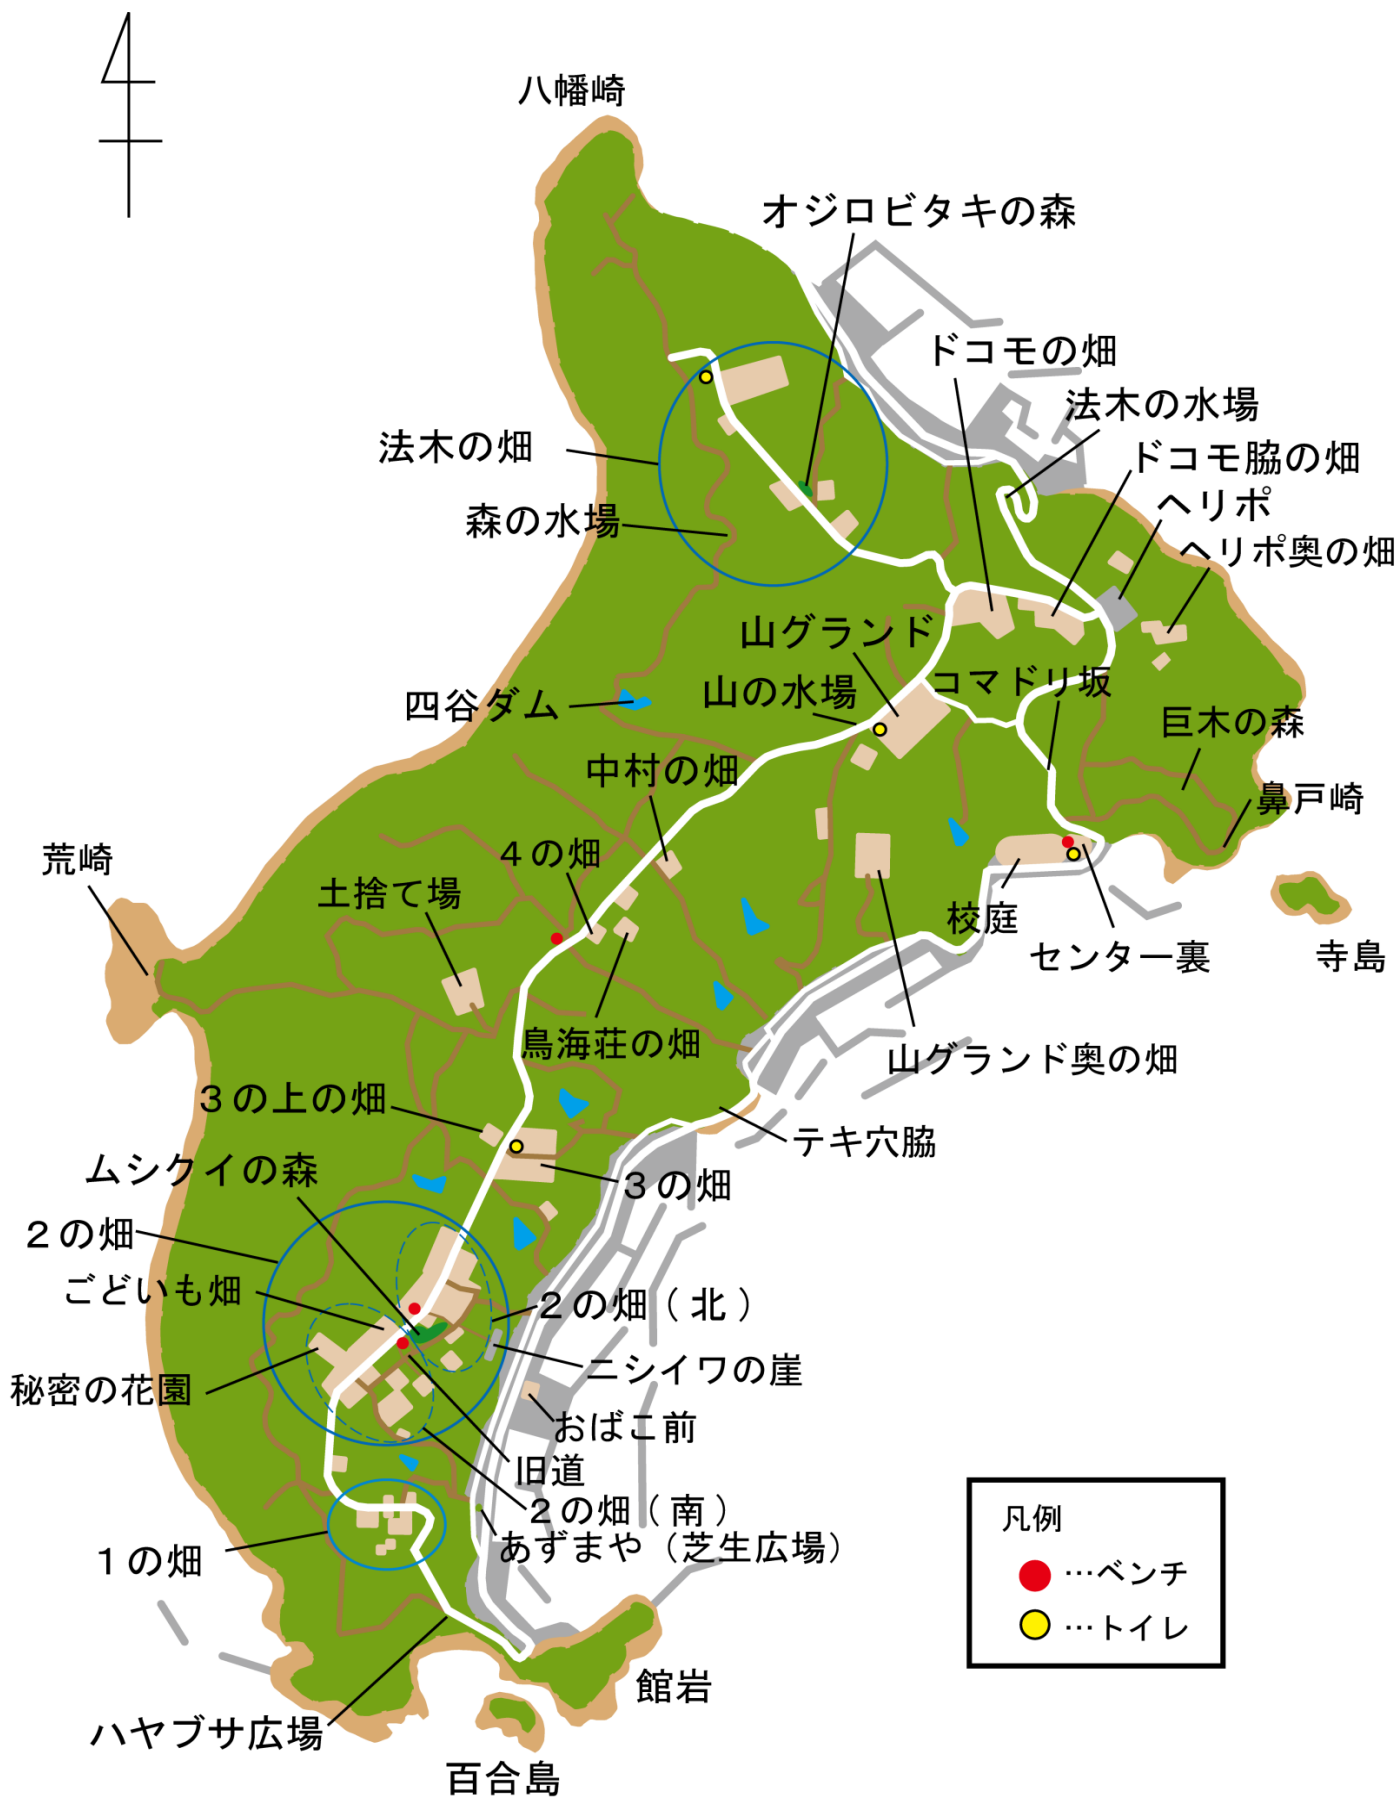 八幡崎
オジロビタキの森
ドコモの畑
法木の水場
法木の畑
ドコモ脇の畑
ヘリポ
森の水場
ヘリポ奥の畑
山グランド
コマドリ坂
山の水場
四谷ダム
巨木の森
中村の畑
鼻戸崎
荒崎
４の畑
土捨て場
校庭
センター裏
寺島
鳥海荘の畑
山グランド奥の畑
３の上の畑
テキ穴脇
ムシクイの森
３の畑
２の畑
ごどいも畑
２の畑（北）
ニシイワの崖
秘密の花園
おばこ前
旧道
２の畑（南）
あずまや（芝生広場）
１の畑
凡例
…ベンチ
…トイレ
館岩
ハヤブサ広場
百合島